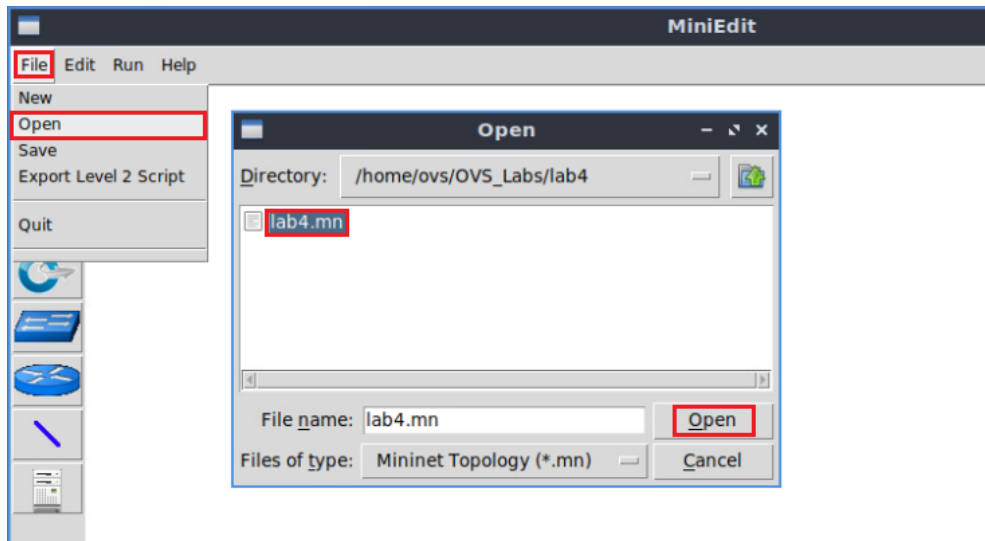 MiniEdit
File Edit Run Help
New
Open
Save
Export Level 2 Script
Quit
Open
Directory: /home/ovs/OVS_Labs/lab4
lab4.mn
File name: lab4.mn Open
Files of type: Mininet Topology (*.mn) Cancel